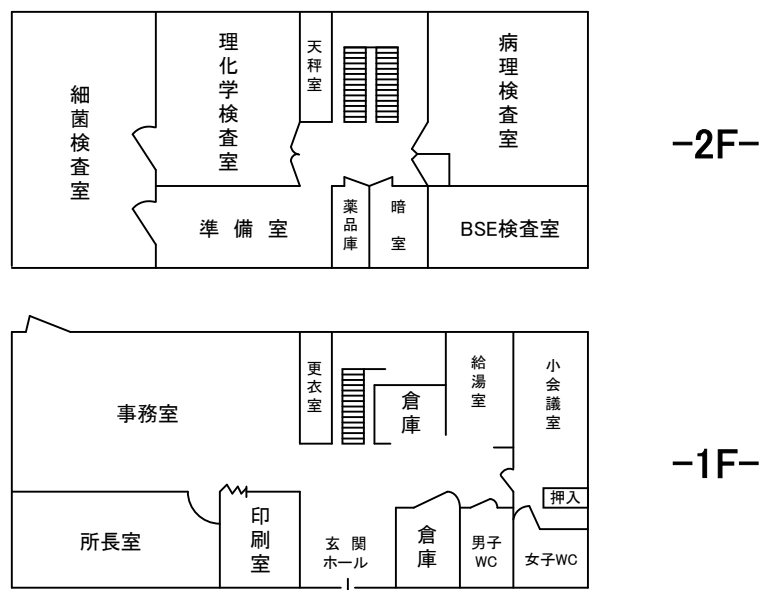 細菌検査室
理化学検査室
天秤室
病理検査室
準備室
薬品庫
暗室
BSE検査室
-2F-
事務室
更衣室
倉庫
給湯室
小会議室
押入
所長室
印刷室
玄関
ホール
倉庫
男子
WC
女子WC
-1F-